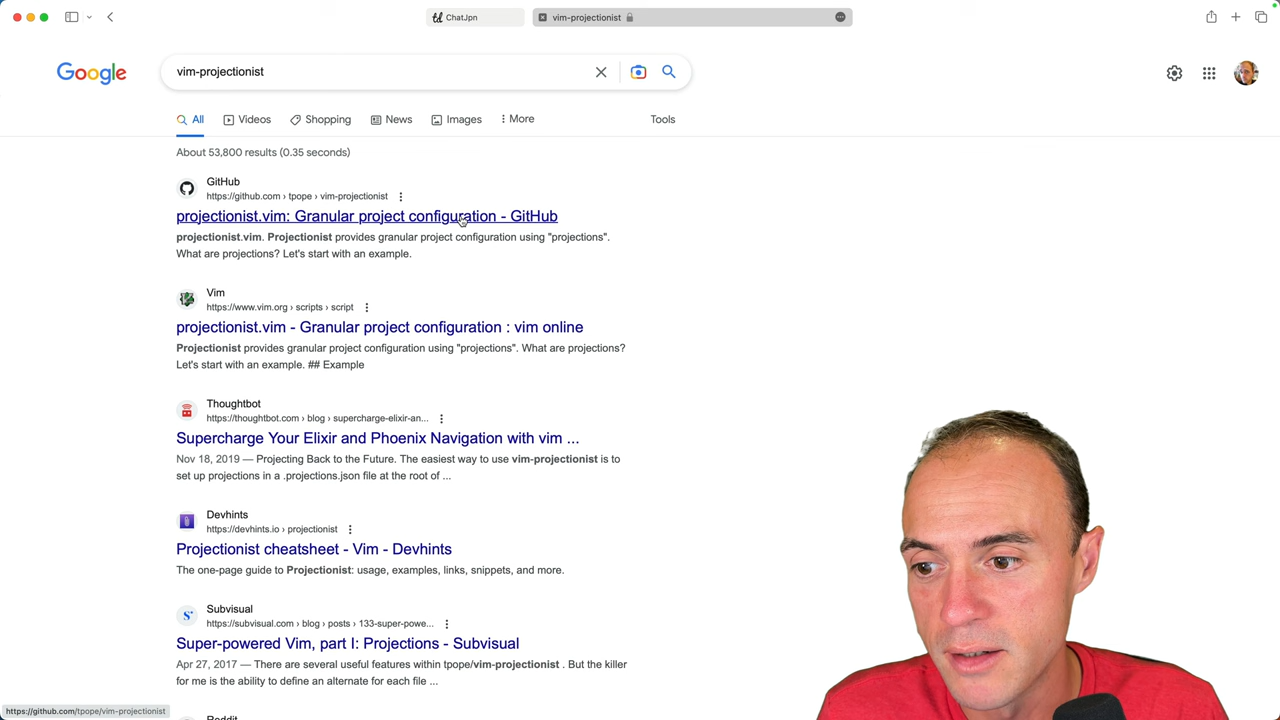 ChatJpn
vim-projectionist
Google
vim-projectionist
All
Videos
Shopping
News
Images
More
Tools
About 53,800 results (0.35 seconds)
GitHub
https://github.com › tpope › vim-projectionist
projectionist.vim: Granular project configuration - GitHub
projectionist.vim. Projectionist provides granular project configuration using "projections".
What are projections? Let's start with an example.
Vim
https://www.vim.org › scripts › script
projectionist.vim - Granular project configuration : vim online
Projectionist provides granular project configuration using "projections". What are projections?
Let's start with an example. ## Example
Thoughtbot
https://thoughtbot.com › blog › supercharge-elixir-an...
Supercharge Your Elixir and Phoenix Navigation with vim ...
Nov 18, 2019 — Projecting Back to the Future. The easiest way to use vim-projectionist is to
set up projections in a .projections.json file at the root of ...
Devhints
https://devhints.io › projectionist
Projectionist cheatsheet - Vim - Devhints
The one-page guide to Projectionist: usage, examples, links, snippets, and more.
Subvisual
https://subvisual.com › blog › posts › 133-super-powe...
Super-powered Vim, part I: Projections - Subvisual
Apr 27, 2017 — There are several useful features within tpope/vim-projectionist . But the killer
for me is the ability to define an alternate for each file ...
https://github.com/tpope/vim-projectionist
Reddit